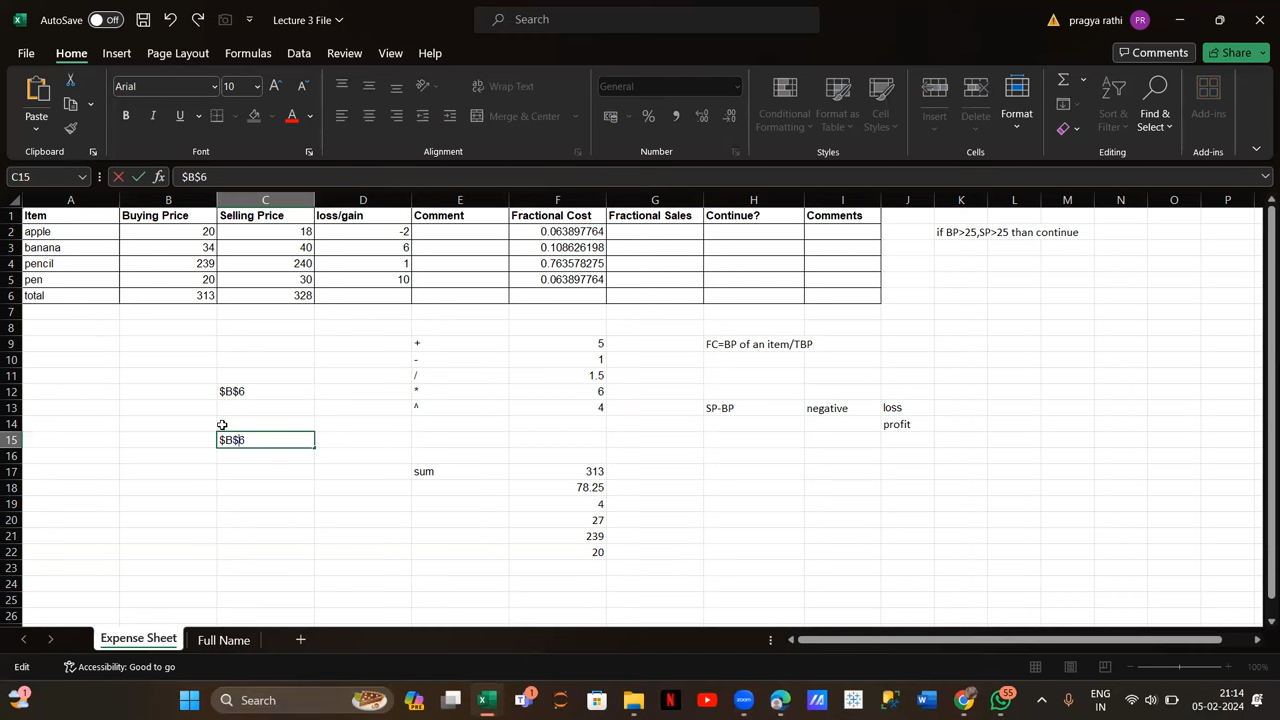 AutoSave Off Lecture 3 File Search pragya rathi PR
File Home Insert Page Layout Formulas Data Review View Help Comments Share
Paste Arial 10 Wrap Text General Conditional Formatting Format as Table Cell Styles Insert Delete Format Sort & Filter Find & Select Add-ins
B I U A Merge & Center
Clipboard Font Alignment Number Styles Cells Editing Add-ins
C15 fx $B$6
A B C D E F G H I J K L M N O P
1 Item Buying Price Selling Price loss/gain Comment Fractional Cost Fractional Sales Continue? Comments
2 apple 20 18 -2 0.063897764 if BP>25,SP>25 than continue
3 banana 34 40 6 0.108626198
4 pencil 239 240 1 0.763578275
5 pen 20 30 10 0.063897764
6 total 313 328
7
8
9 + 5 FC=BP of an item/TBP
10 - 1
11 / 1.5
12 $B$6 * 6
13 ^ 4 SP-BP negative loss
14 profit
15 $B$6
16
17 sum 313
18 78.25
19 4
20 27
21 239
22 20
23
24
25
26
Expense Sheet Full Name
Edit Accessibility: Good to go 100%
1 Search 1 zoom 55 ENG 21:14
IN 05-02-2024